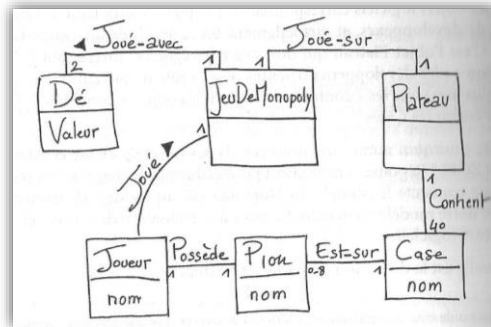 Joué-avec
Joué-sur
◄
2
1
1
1
Dé
Valeur
JeuDeMonopoly
Plateau
1
Joué
1
Contient
40
Joueur
nom
Possède
1
1
Pion
nom
Est-sur
0-8
1
Case
nom